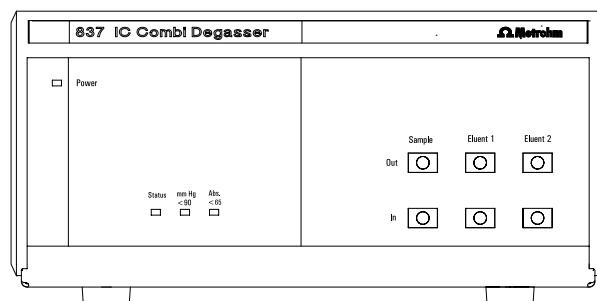 837 IC Combi Degasser
Ω Metrohm
Power
Sample Eluent 1 Eluent 2
Out
Status mm Hg <90 Abs. <65
In